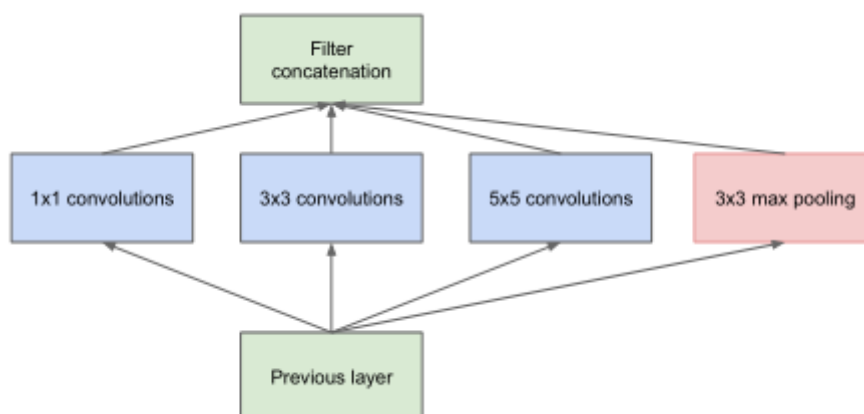 Filter
concatenation
1x1 convolutions
3x3 convolutions
5x5 convolutions
3x3 max pooling
Previous layer